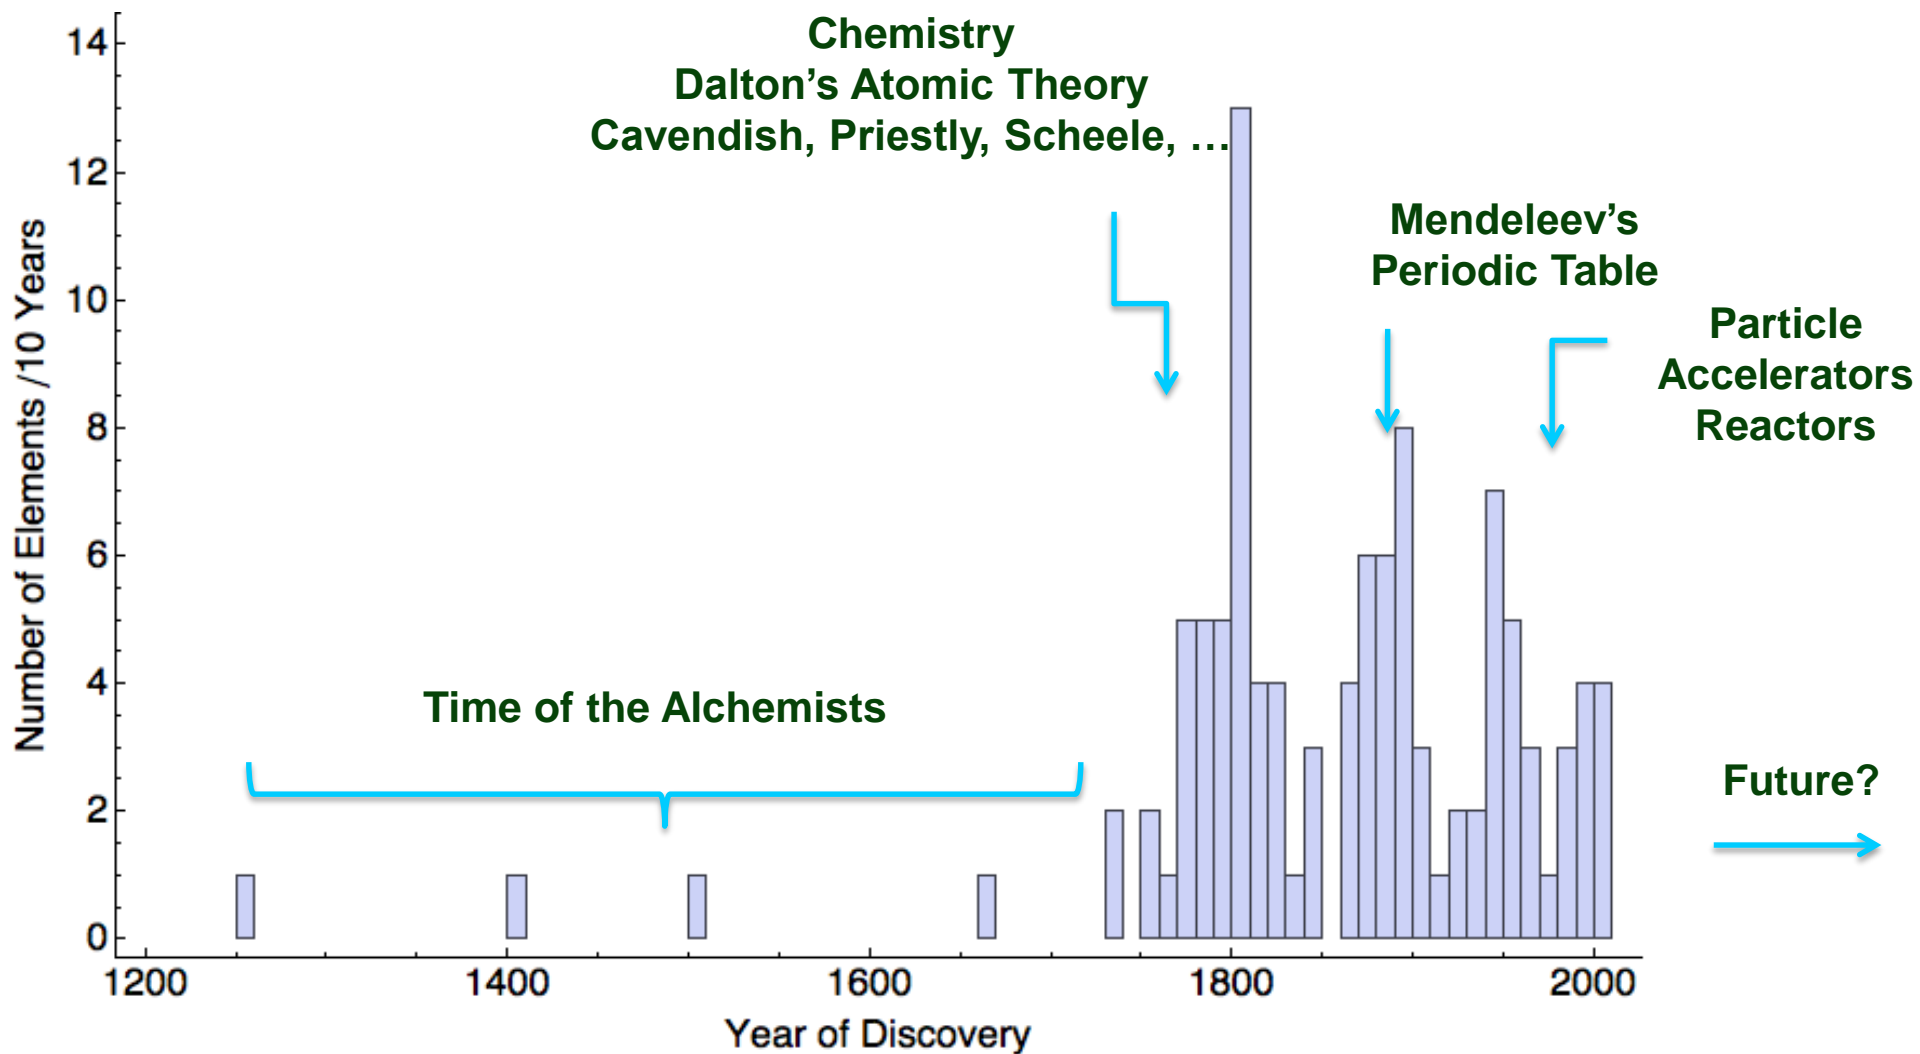 Chemistry
Dalton’s Atomic Theory
Cavendish, Priestly, Scheele, …
Mendeleev’s
Periodic Table
Particle
Accelerators
Reactors
Time of the Alchemists
Future?
Number of Elements /10 Years
14
12
10
8
6
4
2
0
1200 1400 1600 1800 2000
Year of Discovery